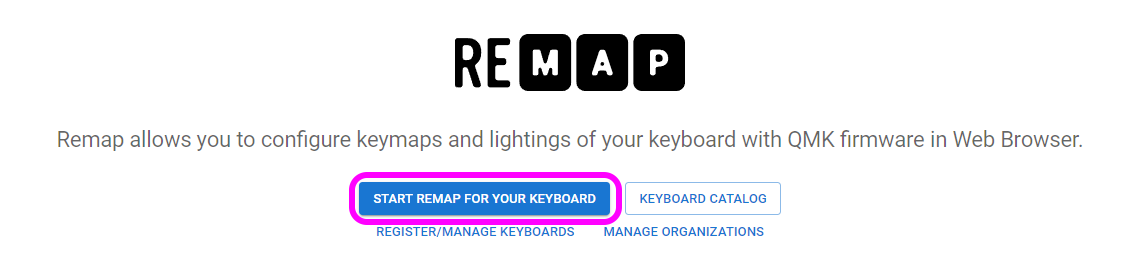 REMAP
Remap allows you to configure keymaps and lightings of your keyboard with QMK firmware in Web Browser.
START REMAP FOR YOUR KEYBOARD
KEYBOARD CATALOG
REGISTER/MANAGE KEYBOARDS
MANAGE ORGANIZATIONS